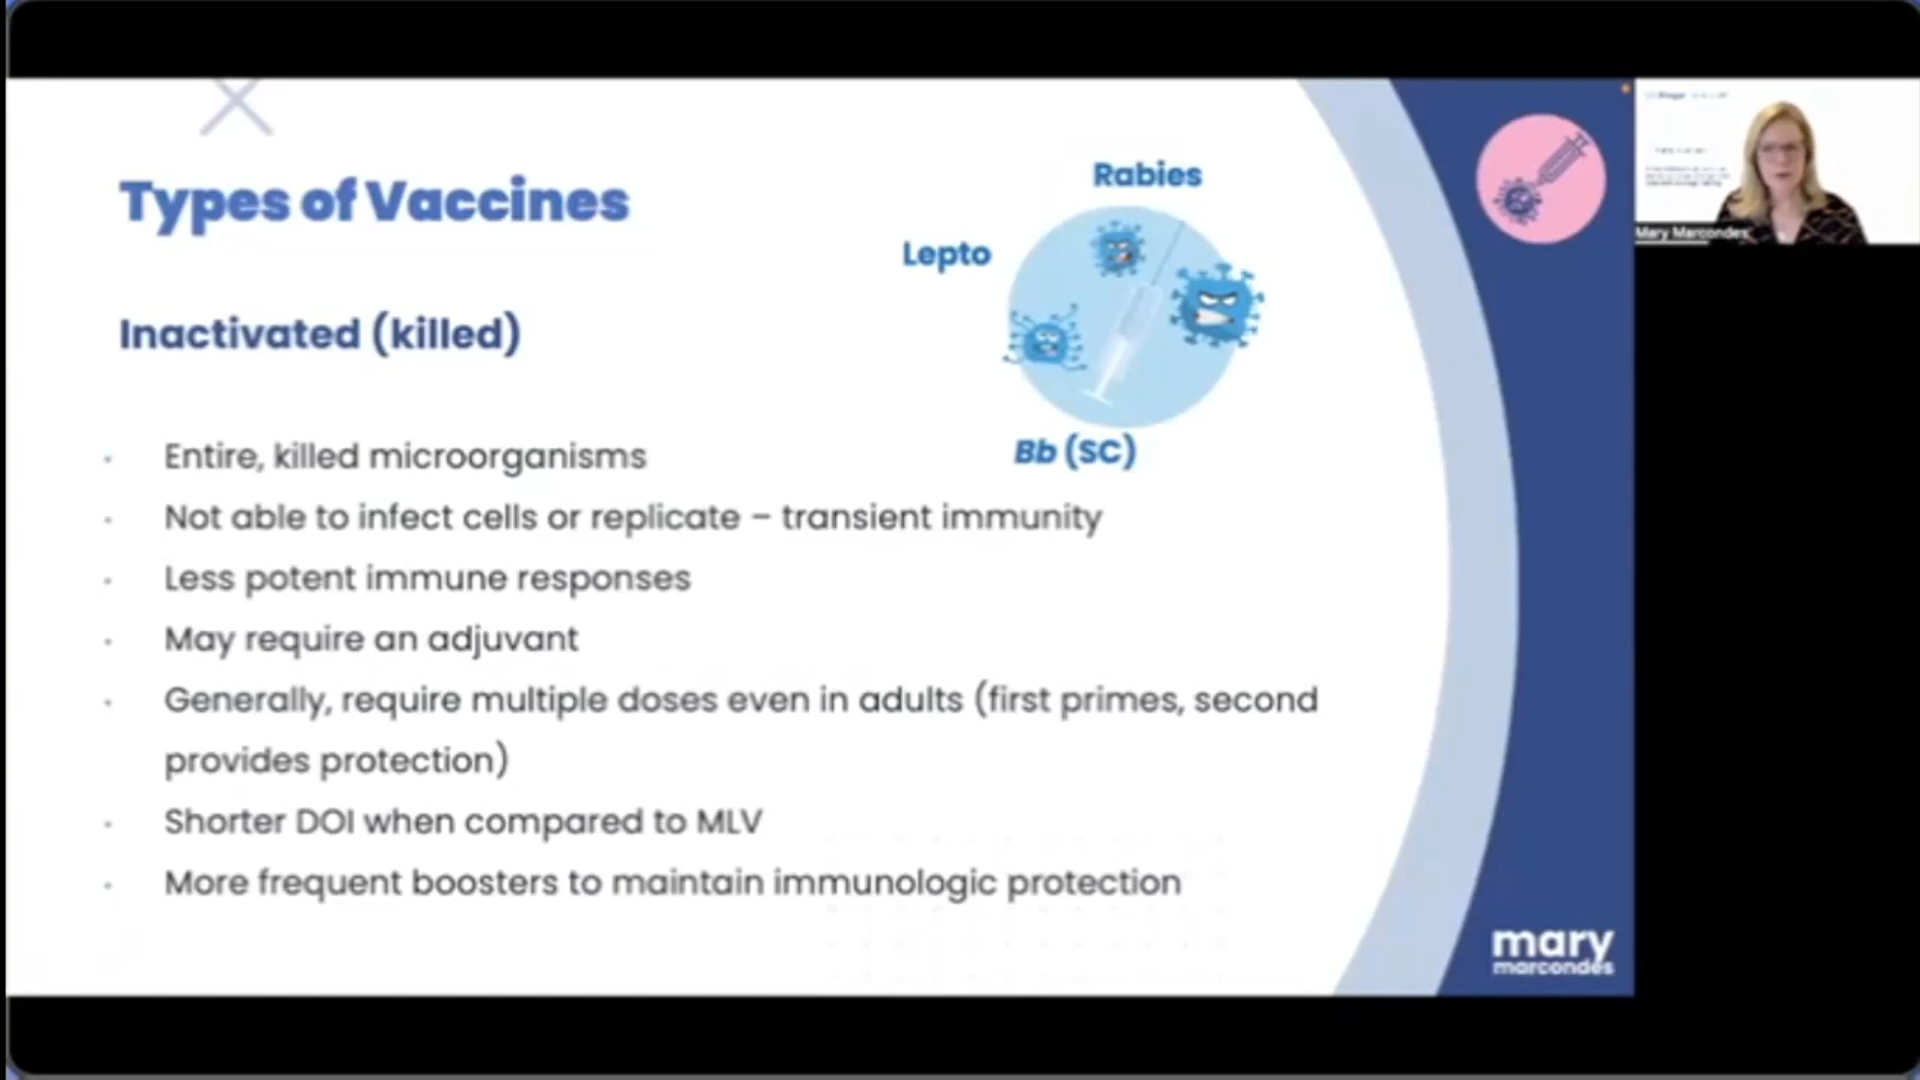 Types of Vaccines
Rabies
Lepto
Inactivated (killed)
Bb (SC)
· Entire, killed microorganisms
· Not able to infect cells or replicate – transient immunity
· Less potent immune responses
· May require an adjuvant
· Generally, require multiple doses even in adults (first primes, second
provides protection)
· Shorter DOI when compared to MLV
· More frequent boosters to maintain immunologic protection
mary
marcondes
Mary Marcondes